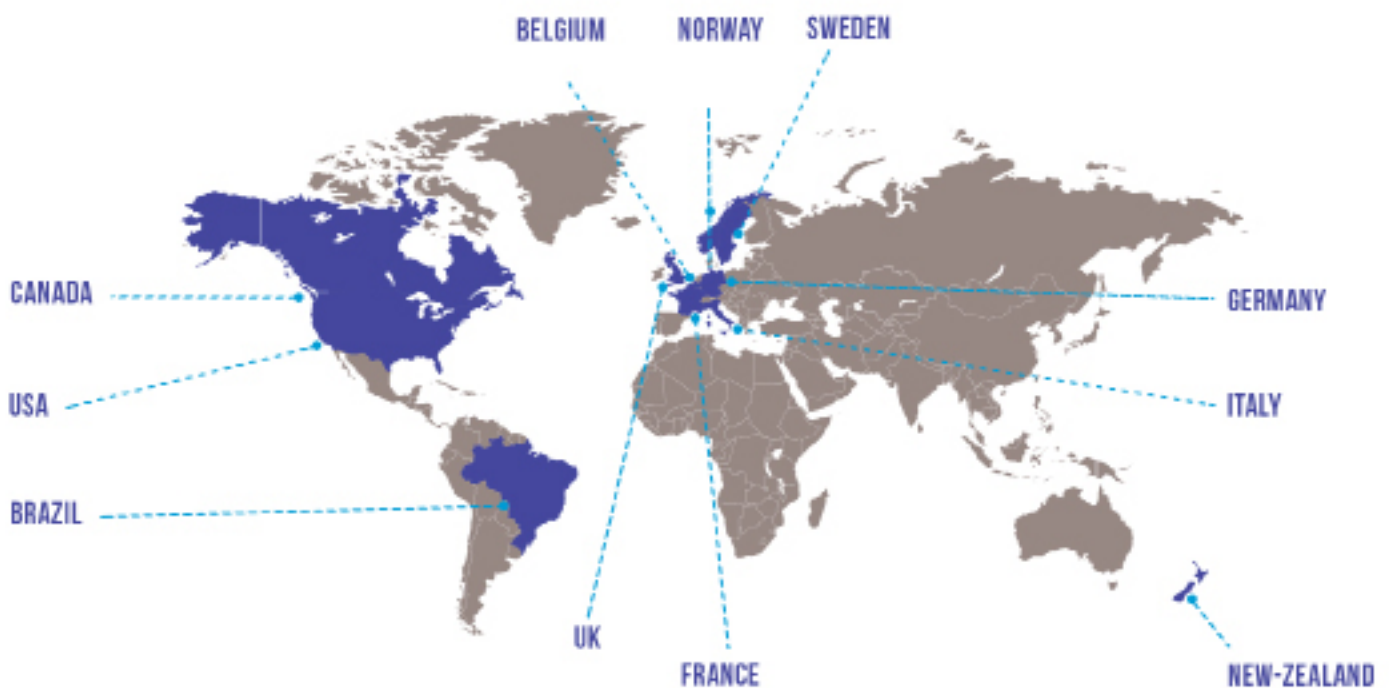 BELGIUM
NORWAY
SWEDEN
CANADA
GERMANY
USA
ITALY
BRAZIL
UK
FRANCE
NEW-ZEALAND